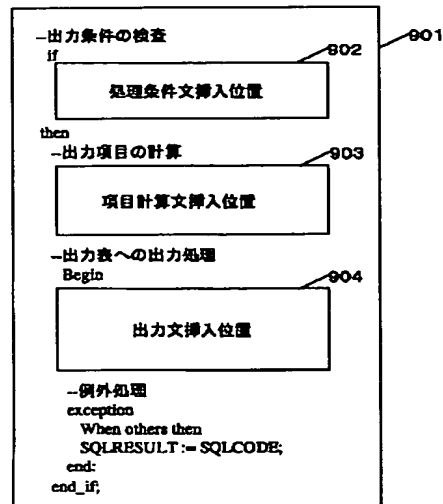 --出力条件の検査
if
802
901
処理条件文挿入位置
then
--出力項目の計算
903
項目計算文挿入位置
--出力表への出力処理
Begin
904
出力文挿入位置
--例外処理
exception
When others then
SQLRESULT := SQLCODE;
end;
end_if;